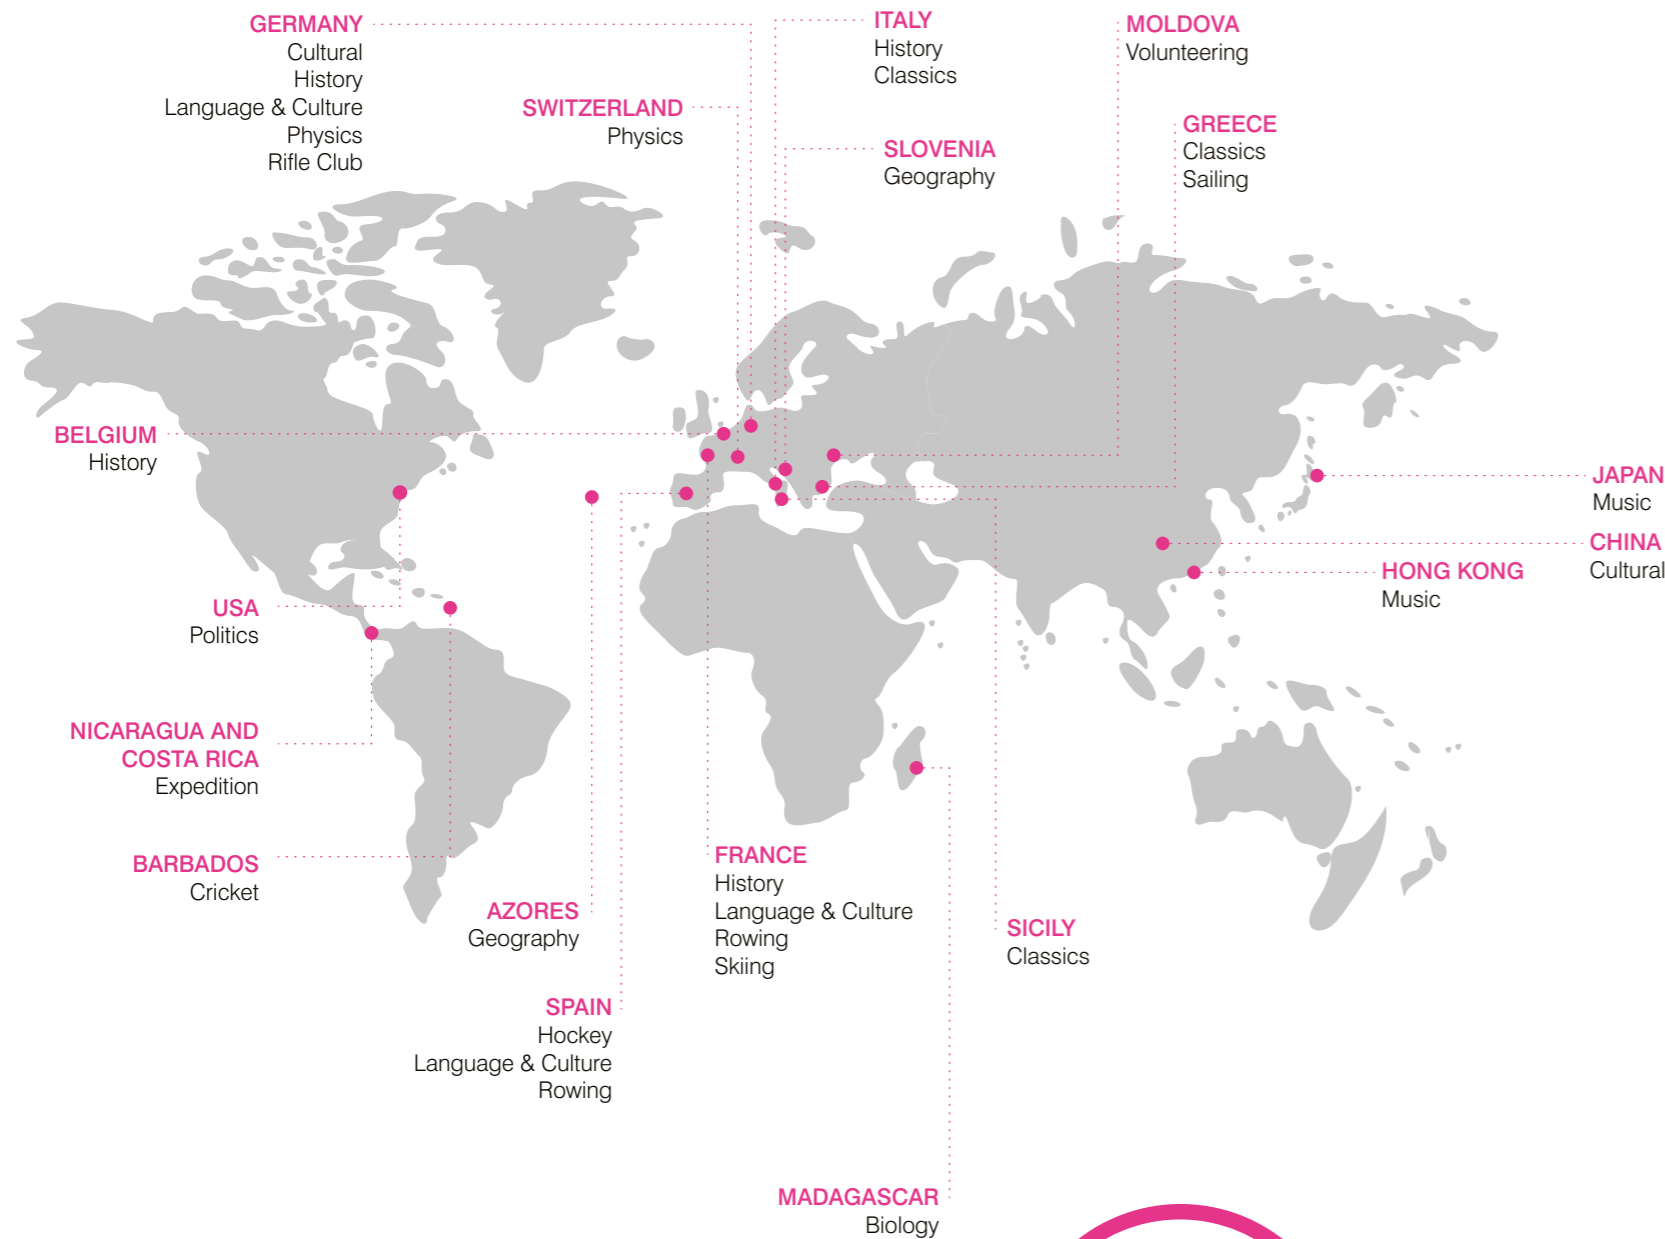 GERMANY
Cultural
History
Language & Culture
Physics
Rifle Club
SWITZERLAND
Physics
ITALY
History
Classics
SLOVENIA
Geography
MOLDOVA
Volunteering
GREECE
Classics
Sailing
BELGIUM
History
JAPAN
Music
CHINA
Cultural
HONG KONG
Music
USA
Politics
NICARAGUA AND
COSTA RICA
Expedition
BARBADOS
Cricket
AZORES
Geography
FRANCE
History
Language & Culture
Rowing
Skiing
SICILY
Classics
SPAIN
Hockey
Language & Culture
Rowing
MADAGASCAR
Biology